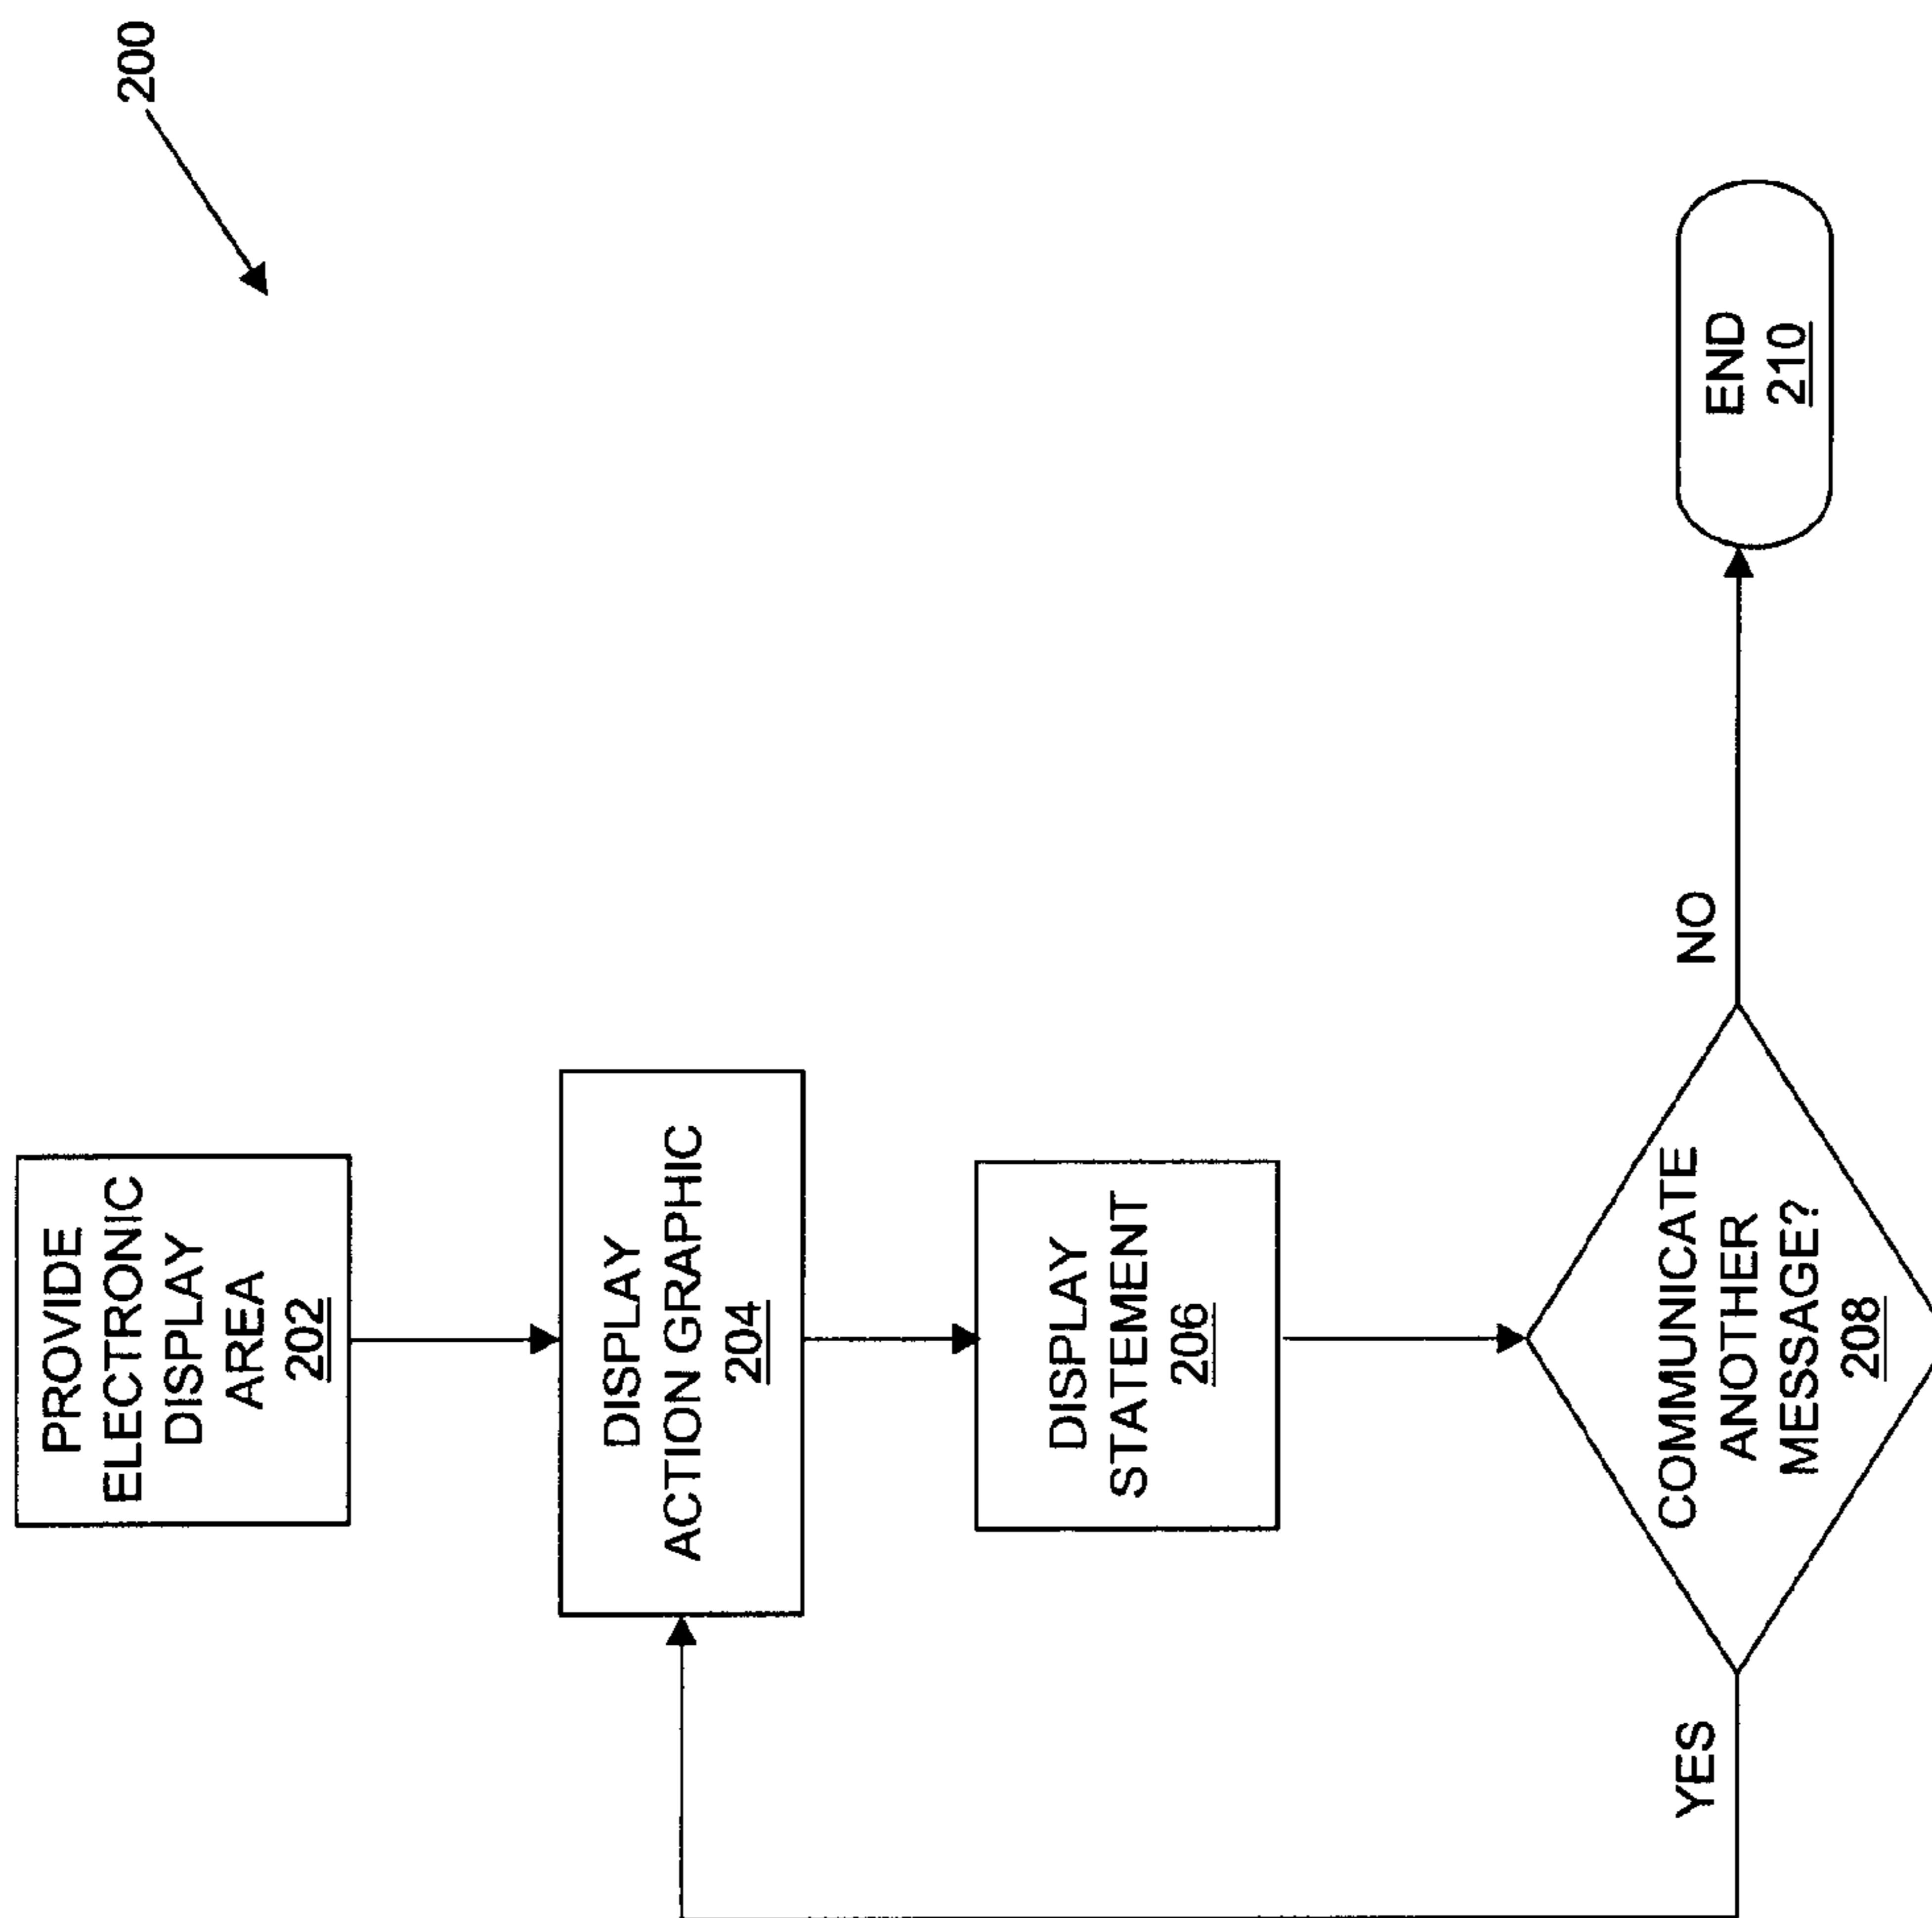 200
PROVIDE
ELECTRONIC
DISPLAY
AREA
202
DISPLAY
ACTION GRAPHIC
204
DISPLAY
STATEMENT
206
COMMUNICATE
ANOTHER
MESSAGE?
208
YES
NO
END
210